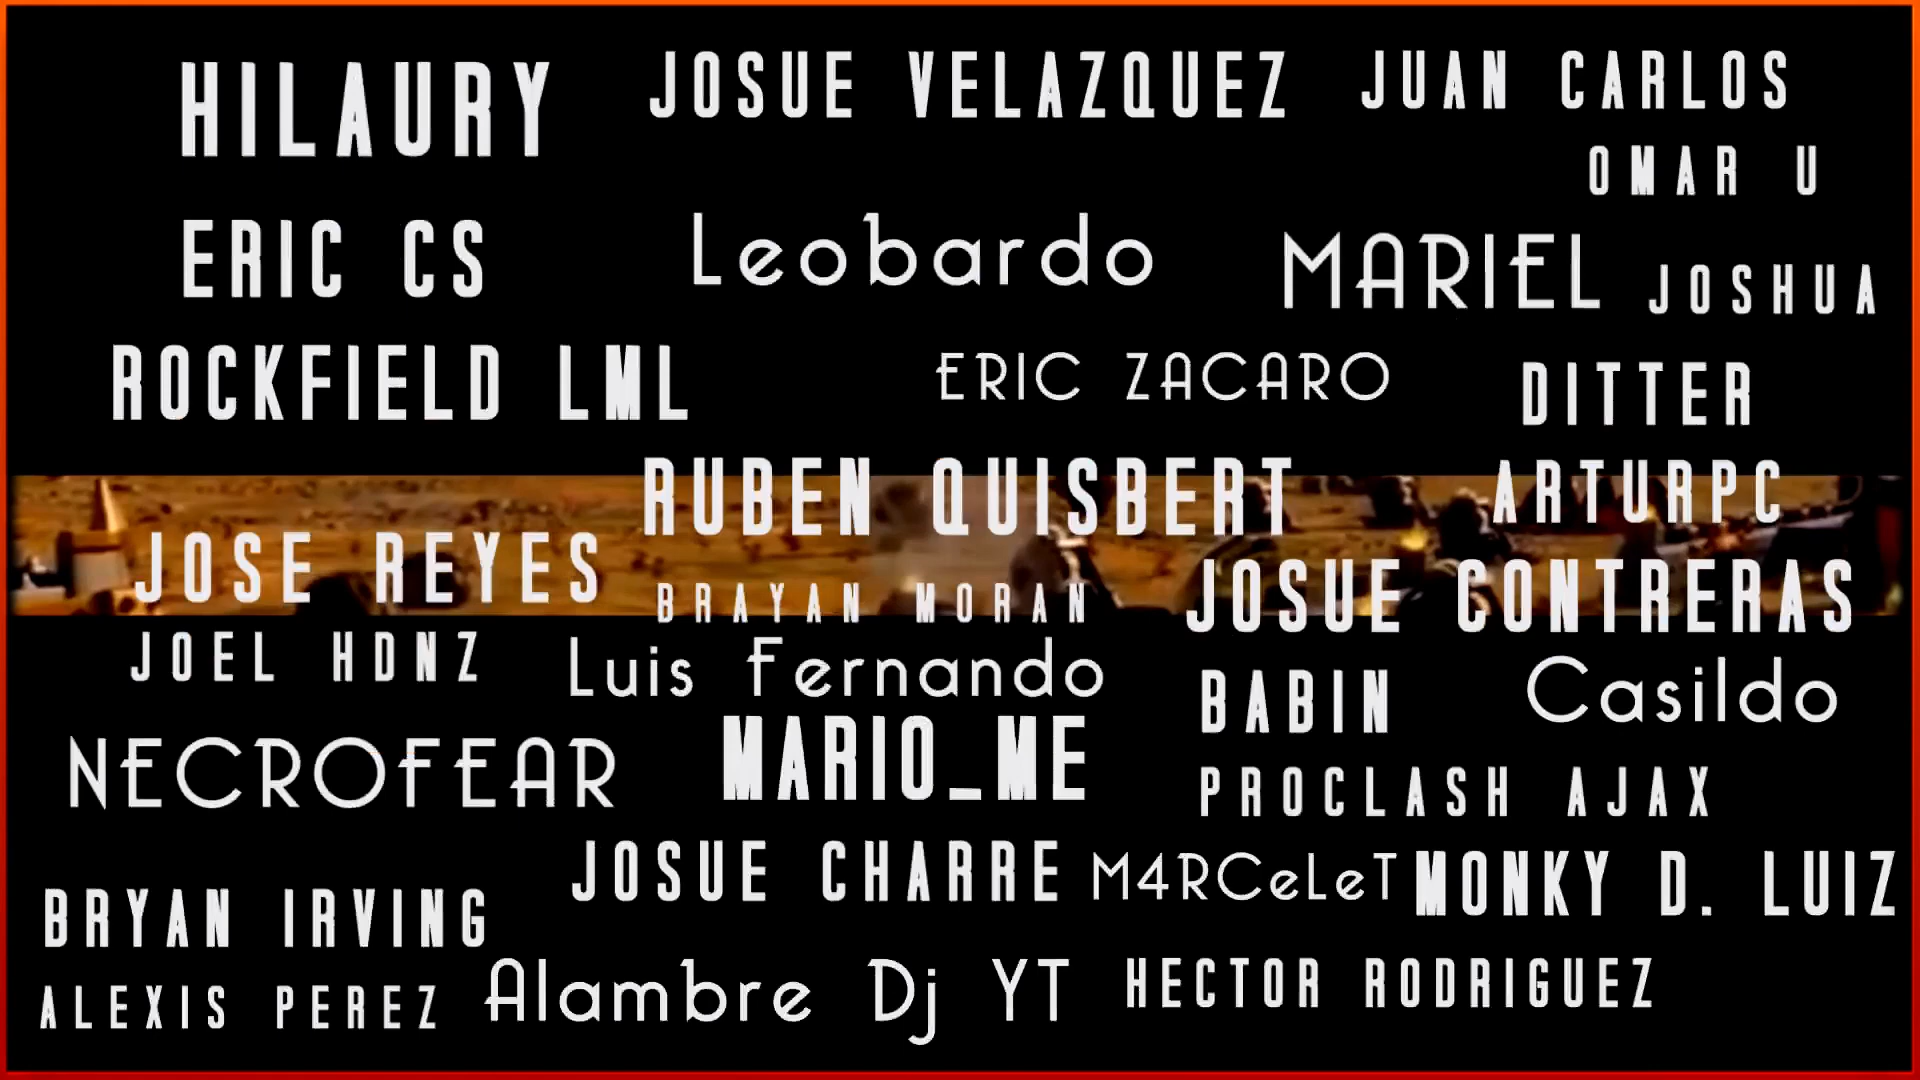 HILAURY
JOSUE VELAZQUEZ
JUAN CARLOS
OMAR U
ERIC CS
Leobardo
MARIEL
JOSHUA
ROCKFIELD LML
ERIC ZACARO
DITTER
RUBEN QUISBERT
ARTURPC
JOSE REYES
BRAYAN MORAN
JOSUE CONTRERAS
JOEL HDNZ
Luis Fernando
BABIN
Casildo
NECROFEAR
MARIO_ME
PROCLASH AJAX
JOSUE CHARRE
M4RCeLeT
MONKY D. LUIZ
BRYAN IRVING
ALEXIS PEREZ
Alambre Dj YT
HECTOR RODRIGUEZ